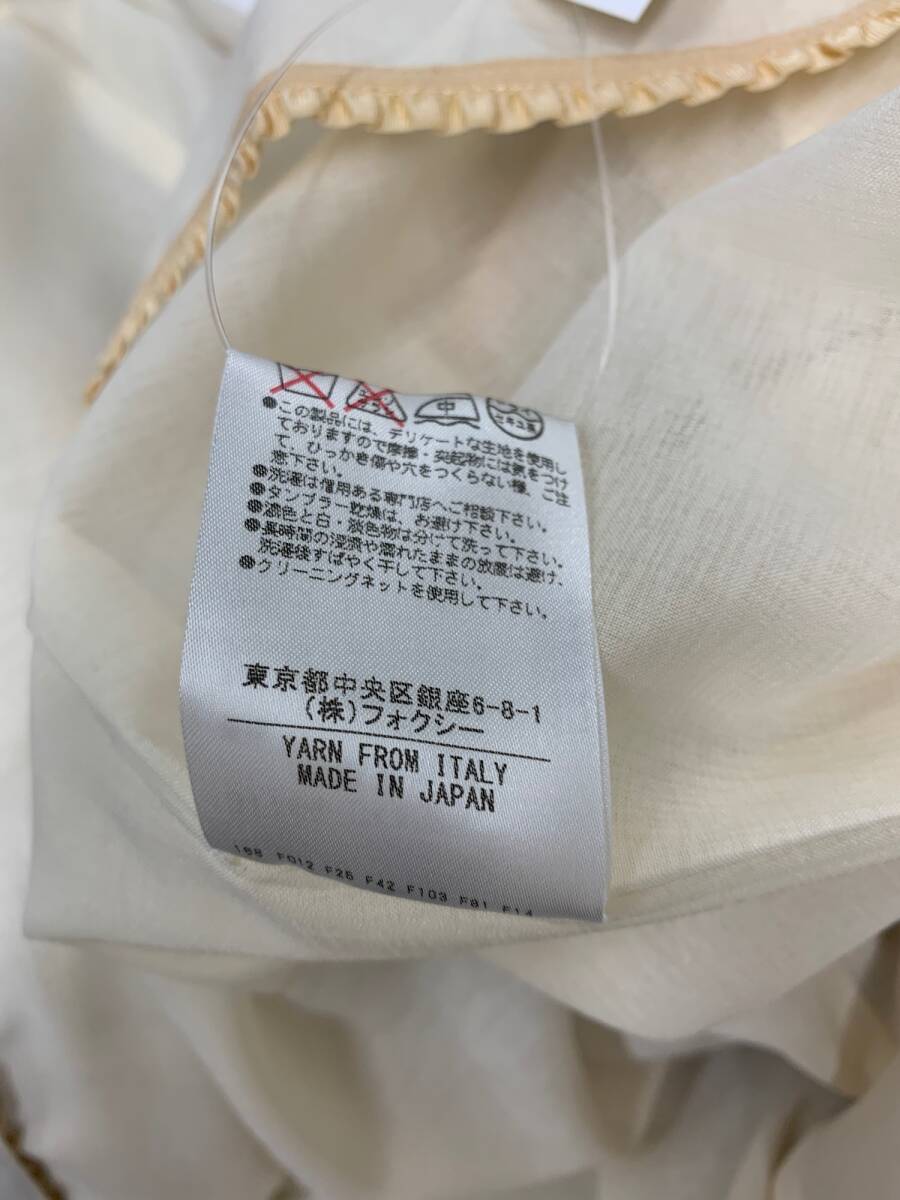 中
●この製品には、デリケートな生地を使用し
ておりますので摩擦・突起物には気をつけ
て、ひっかき傷や穴をつくらない様、ご注
意下さい。
●洗濯は信用ある専門店へご相談下さい。
●タンブラー乾燥は、お避け下さい。
●濃色と白・淡色物は分けて洗って下さい。
●長時間の浸漬や濡れたままの放置は避け、
洗濯後すばやく干して下さい。
●クリーニングネットを使用して下さい。
東京都中央区銀座6-8-1
(株)フォクシー
YARN FROM ITALY
MADE IN JAPAN
168 F012 F26 F42 F103 F81 F14